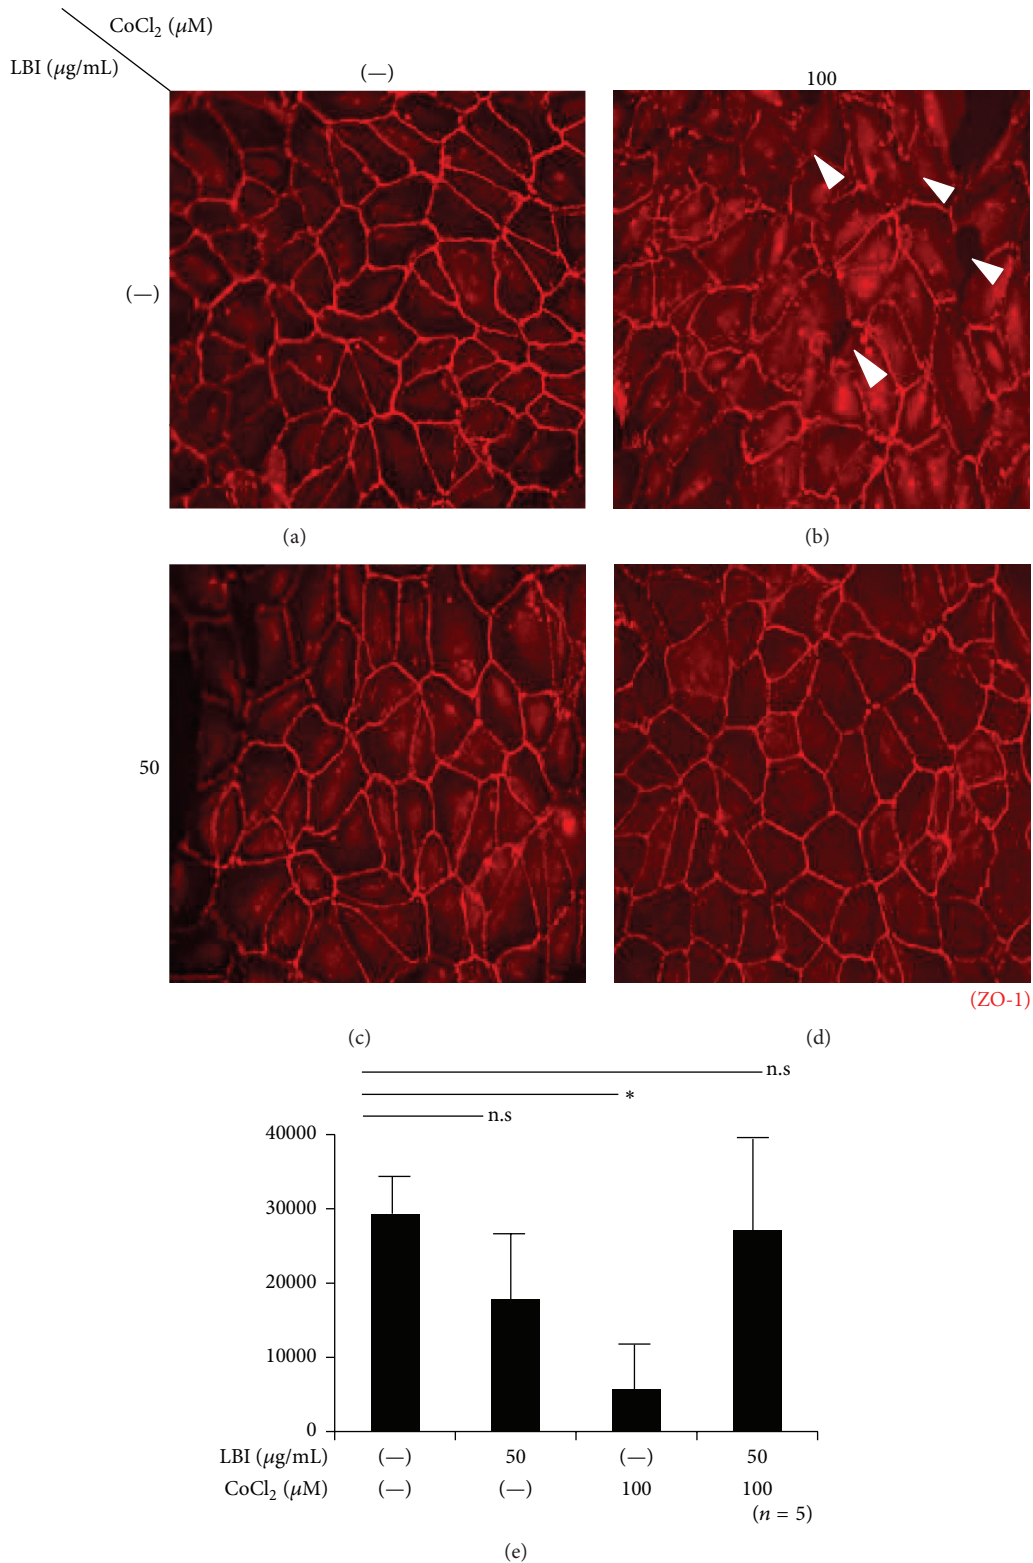 CoCl₂ (μM)
LBI (μg/mL)
(—)
100
(—)
(a)
(b)
50
(ZO-1)
(c)
(d)
n.s
*
n.s
40000
30000
20000
10000
0
LBI (μg/mL) (—) 50 (—) 50
CoCl₂ (μM) (—) (—) 100 100
(n = 5)
(e)